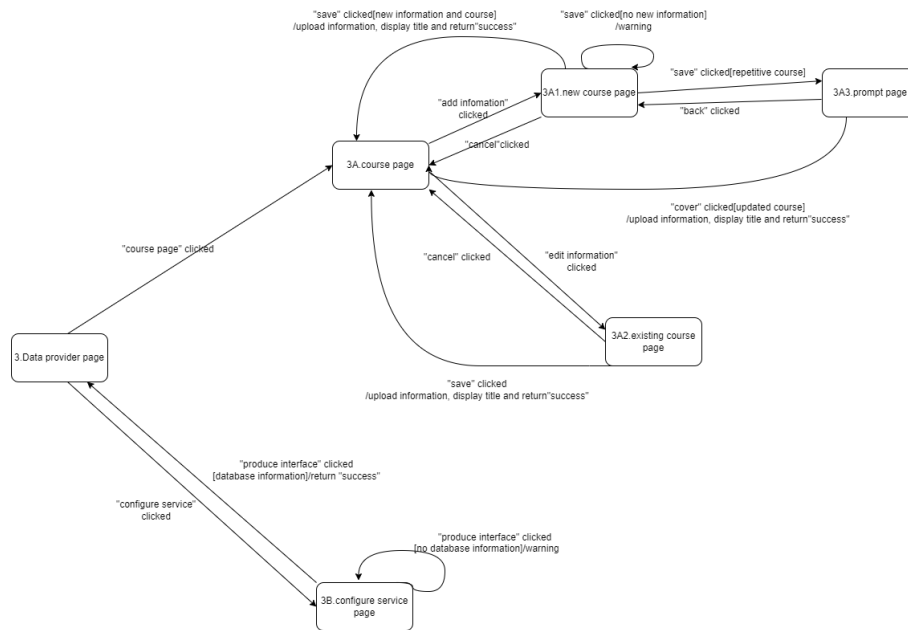 "save" clicked[new information and course]
/upload information, display title and return"success"
"save" clicked[no new information]
/warning
3A1.new course page
"save" clicked[repetitive course]
3A3.prompt page
"add infomation"
clicked
"back" clicked
"cancel"clicked
3A.course page
"cover" clicked[updated course]
/upload information, display title and return"success"
"course page" clicked
"cancel" clicked
"edit information"
clicked
3A2.existing course
page
3.Data provider page
"save" clicked
/upload information, display title and return"success"
"produce interface" clicked
[database information]/return "success"
"configure service"
clicked
"produce interface" clicked
[no database information]/warning
3B.configure service
page